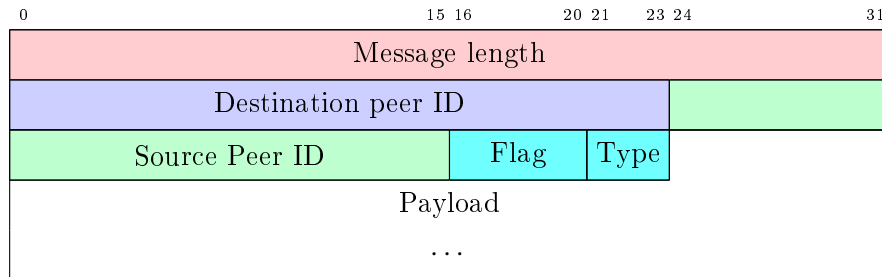 0 15 16 20 21 23 24 31
Message length
Destination peer ID
Source Peer ID Flag Type
Payload
...